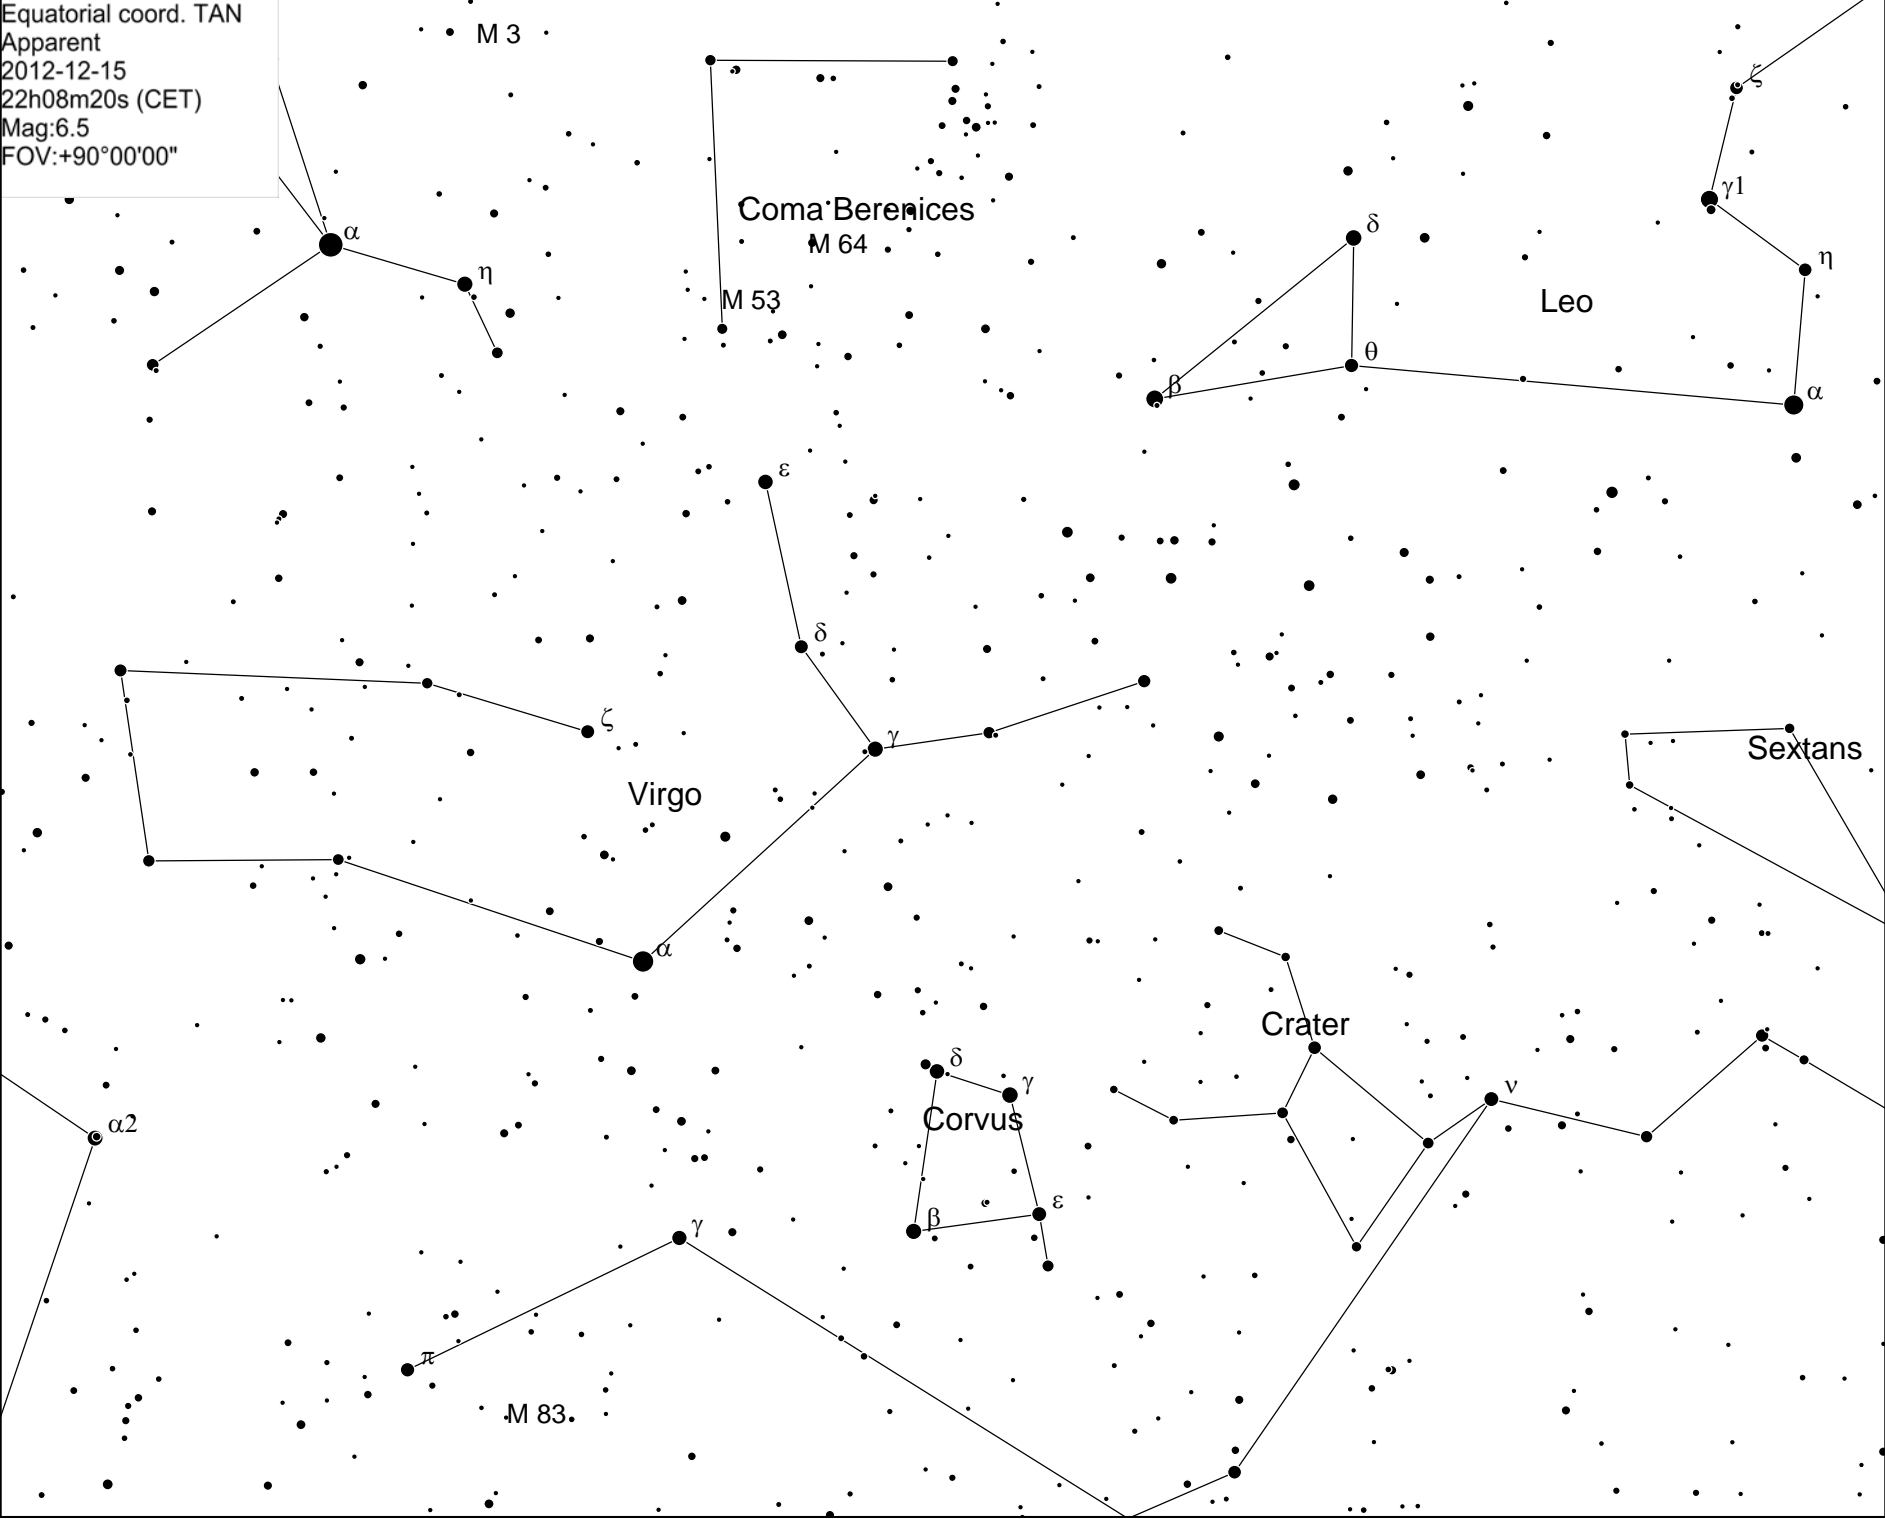 Equatorial coord. TAN
Apparent
2012-12-15
22h08m20s (CET)
Mag:6.5
FOV:+90°00'00"
M 3
ζ
γ1
α
Coma Berenices
δ
M 64
η
η
M 53
Leo
θ
β
α
ε
δ
ζ
γ
Sextans
Virgo
α
Crater
δ
γ
ν
Corvus
α2
ε
β
γ
π
M 83